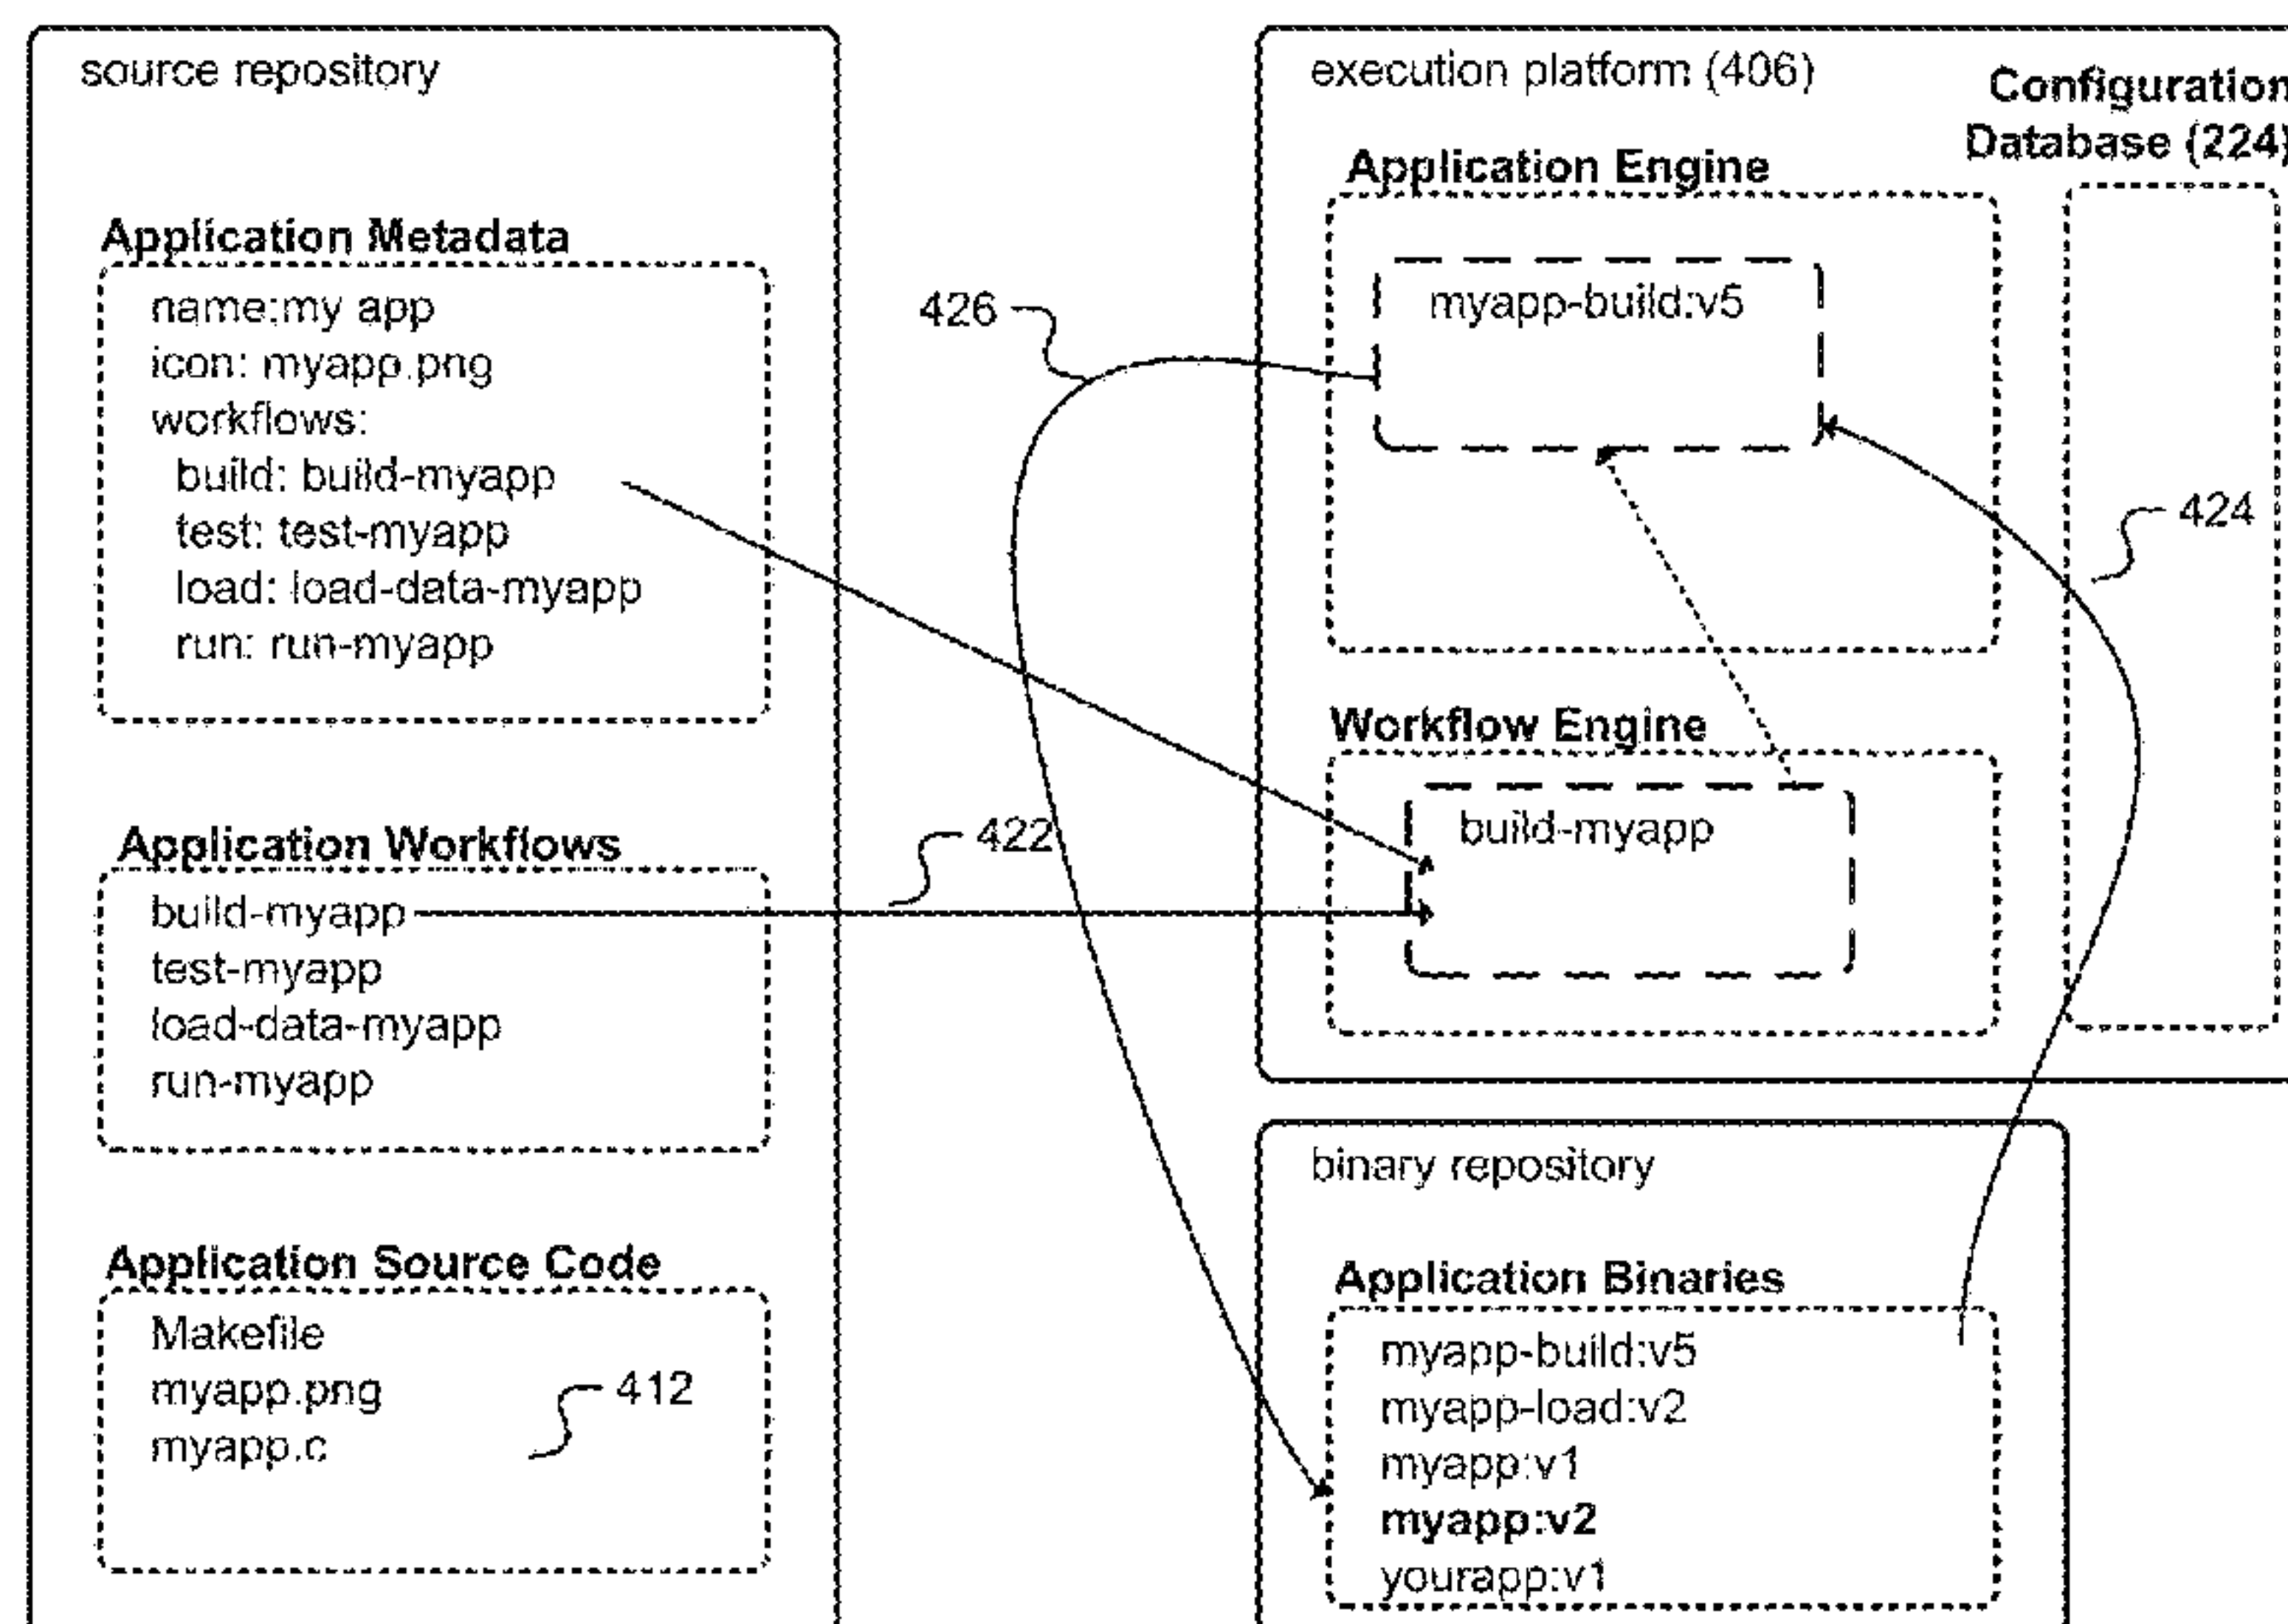 source repository
Application Metadata
name:my app
icon: myapp.png
workflows:
build: build-myapp
test: test-myapp
load: load-data-myapp
run: run-myapp
Application Workflows
build-myapp
test-myapp
load-data-myapp
run-myapp
Application Source Code
Makefile
myapp.png
myapp.c
412
426
422
execution platform (406)
Configuration
Database (224)
Application Engine
myapp-build:v5
424
Workflow Engine
build-myapp
binary repository
Application Binaries
myapp-build:v5
myapp-load:v2
myapp:v1
myapp:v2
yourapp:v1